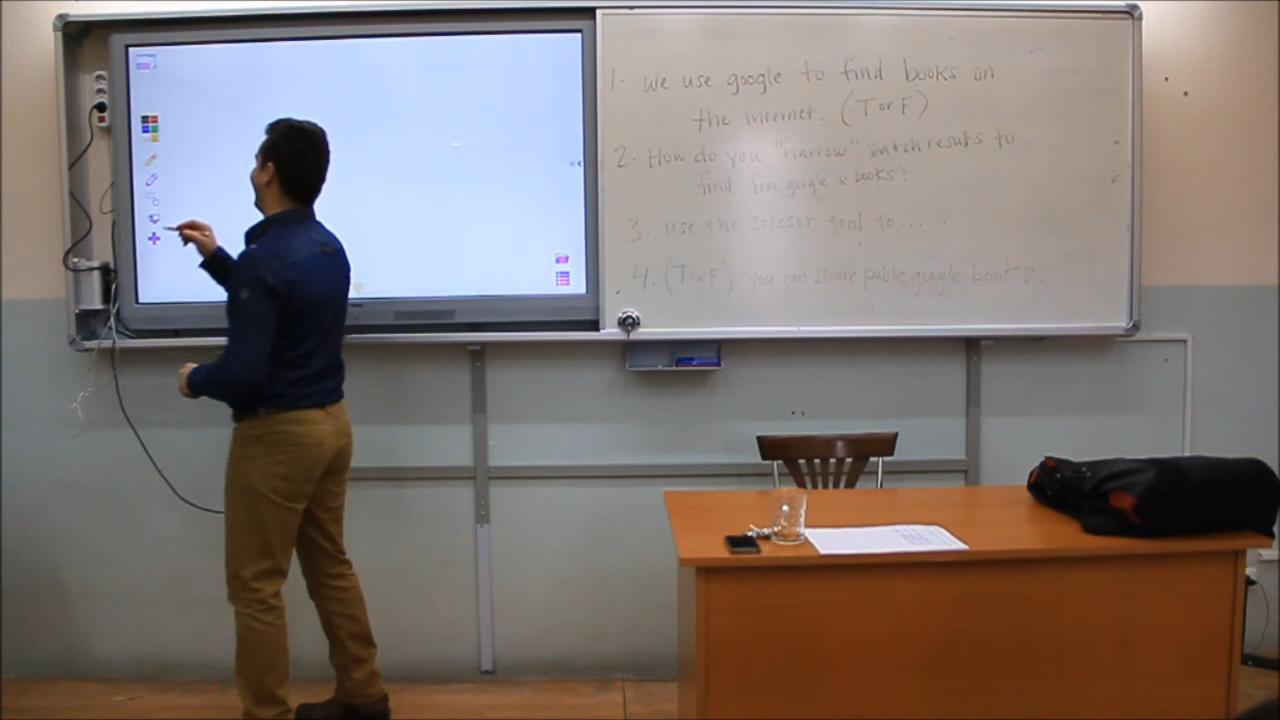 1. We use google to find books on
the internet. (T or F)
2. How do you "narrow" search results to
find free google e books?
3. use the scissor tool to.....
4. (T or F) you can share public google books.